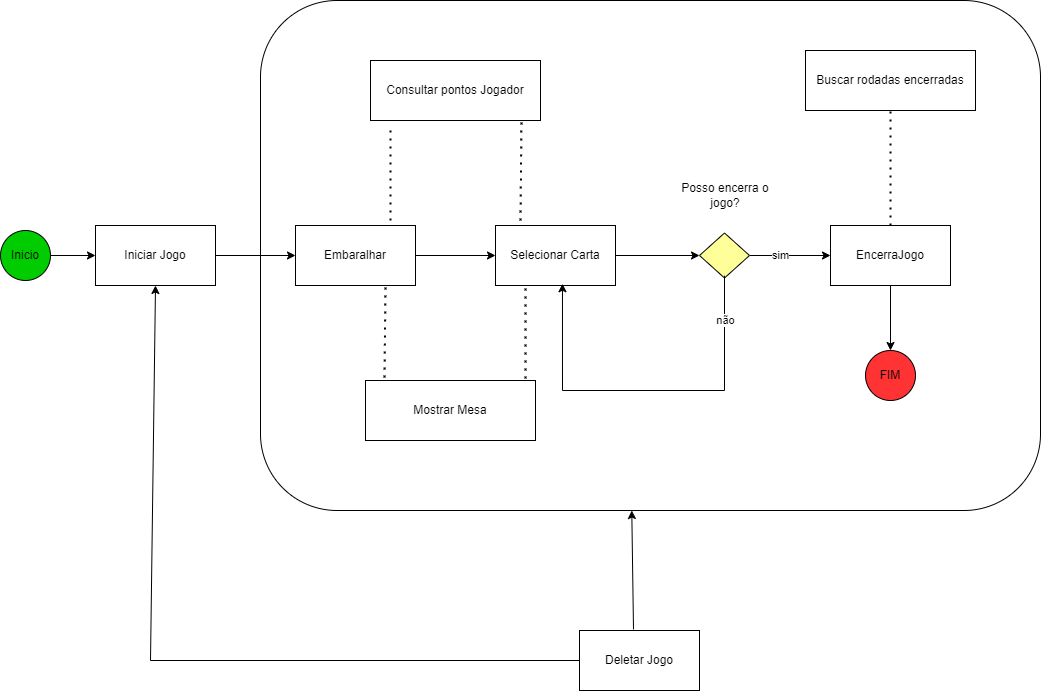 Consultar pontos Jogador
Buscar rodadas encerradas
Posso encerra o
jogo?
Inicio
Iniciar Jogo
Embaralhar
Selecionar Carta
sim
EncerraJogo
não
FIM
Mostrar Mesa
Deletar Jogo